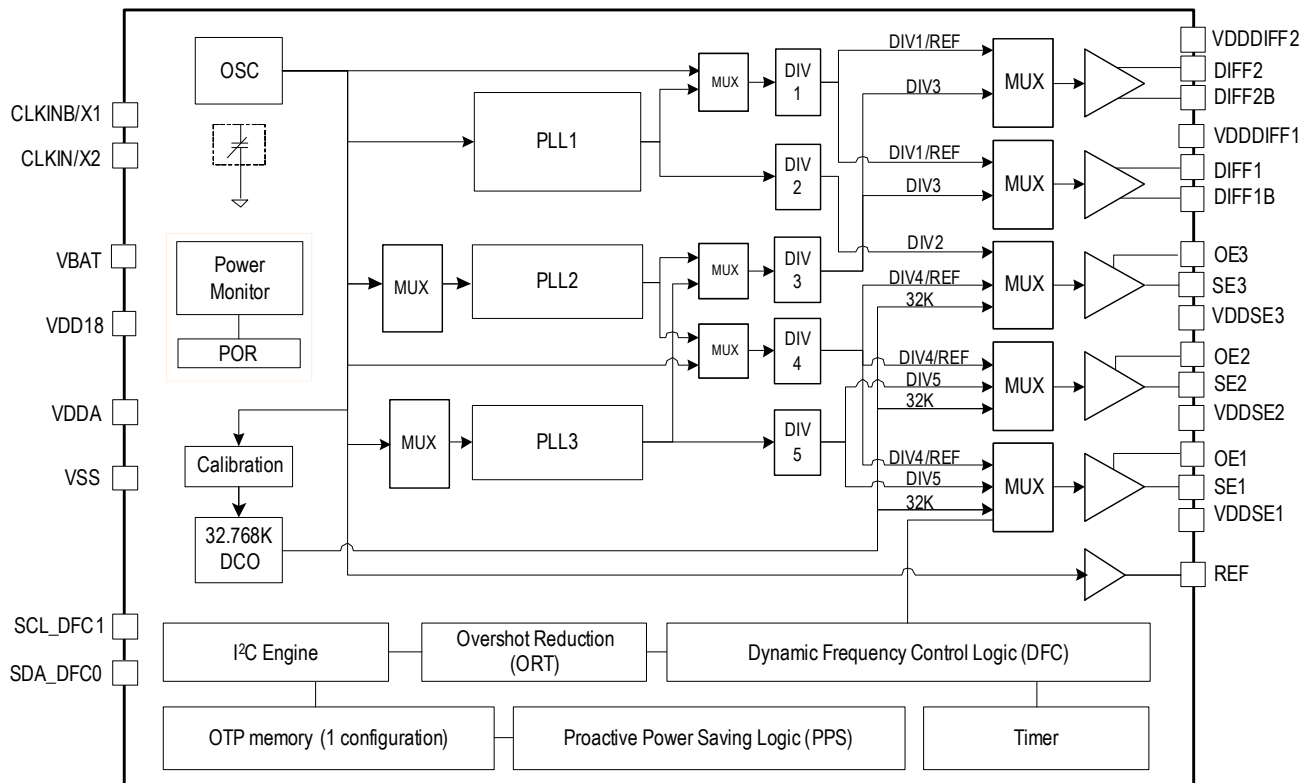 VDDDIFF2
DIV1/REF
OSC
MUX
DIV
1
MUX
DIFF2
DIV3
DIFF2B
CLKINB/X1
PLL1
VDDDIFF1
CLKIN/X2
DIV1/REF
DIV
2
MUX
DIFF1
DIV3
DIFF1B
DIV2
OE3
VBAT
Power
Monitor
MUX
PLL2
MUX
DIV
3
DIV4/REF
MUX
SE3
32K
VDDSE3
VDD18
POR
MUX
DIV
4
DIV4/REF
OE2
DIV5
MUX
SE2
32K
VDDSE2
VDDA
MUX
PLL3
DIV
5
DIV4/REF
OE1
Calibration
VSS
DIV5
MUX
SE1
32K
VDDSE1
32.768K
DCO
REF
SCL_DFC1
I²C Engine
Overshot Reduction
(ORT)
Dynamic Frequency Control Logic (DFC)
SDA_DFC0
OTP memory (1 configuration)
Proactive Power Saving Logic (PPS)
Timer